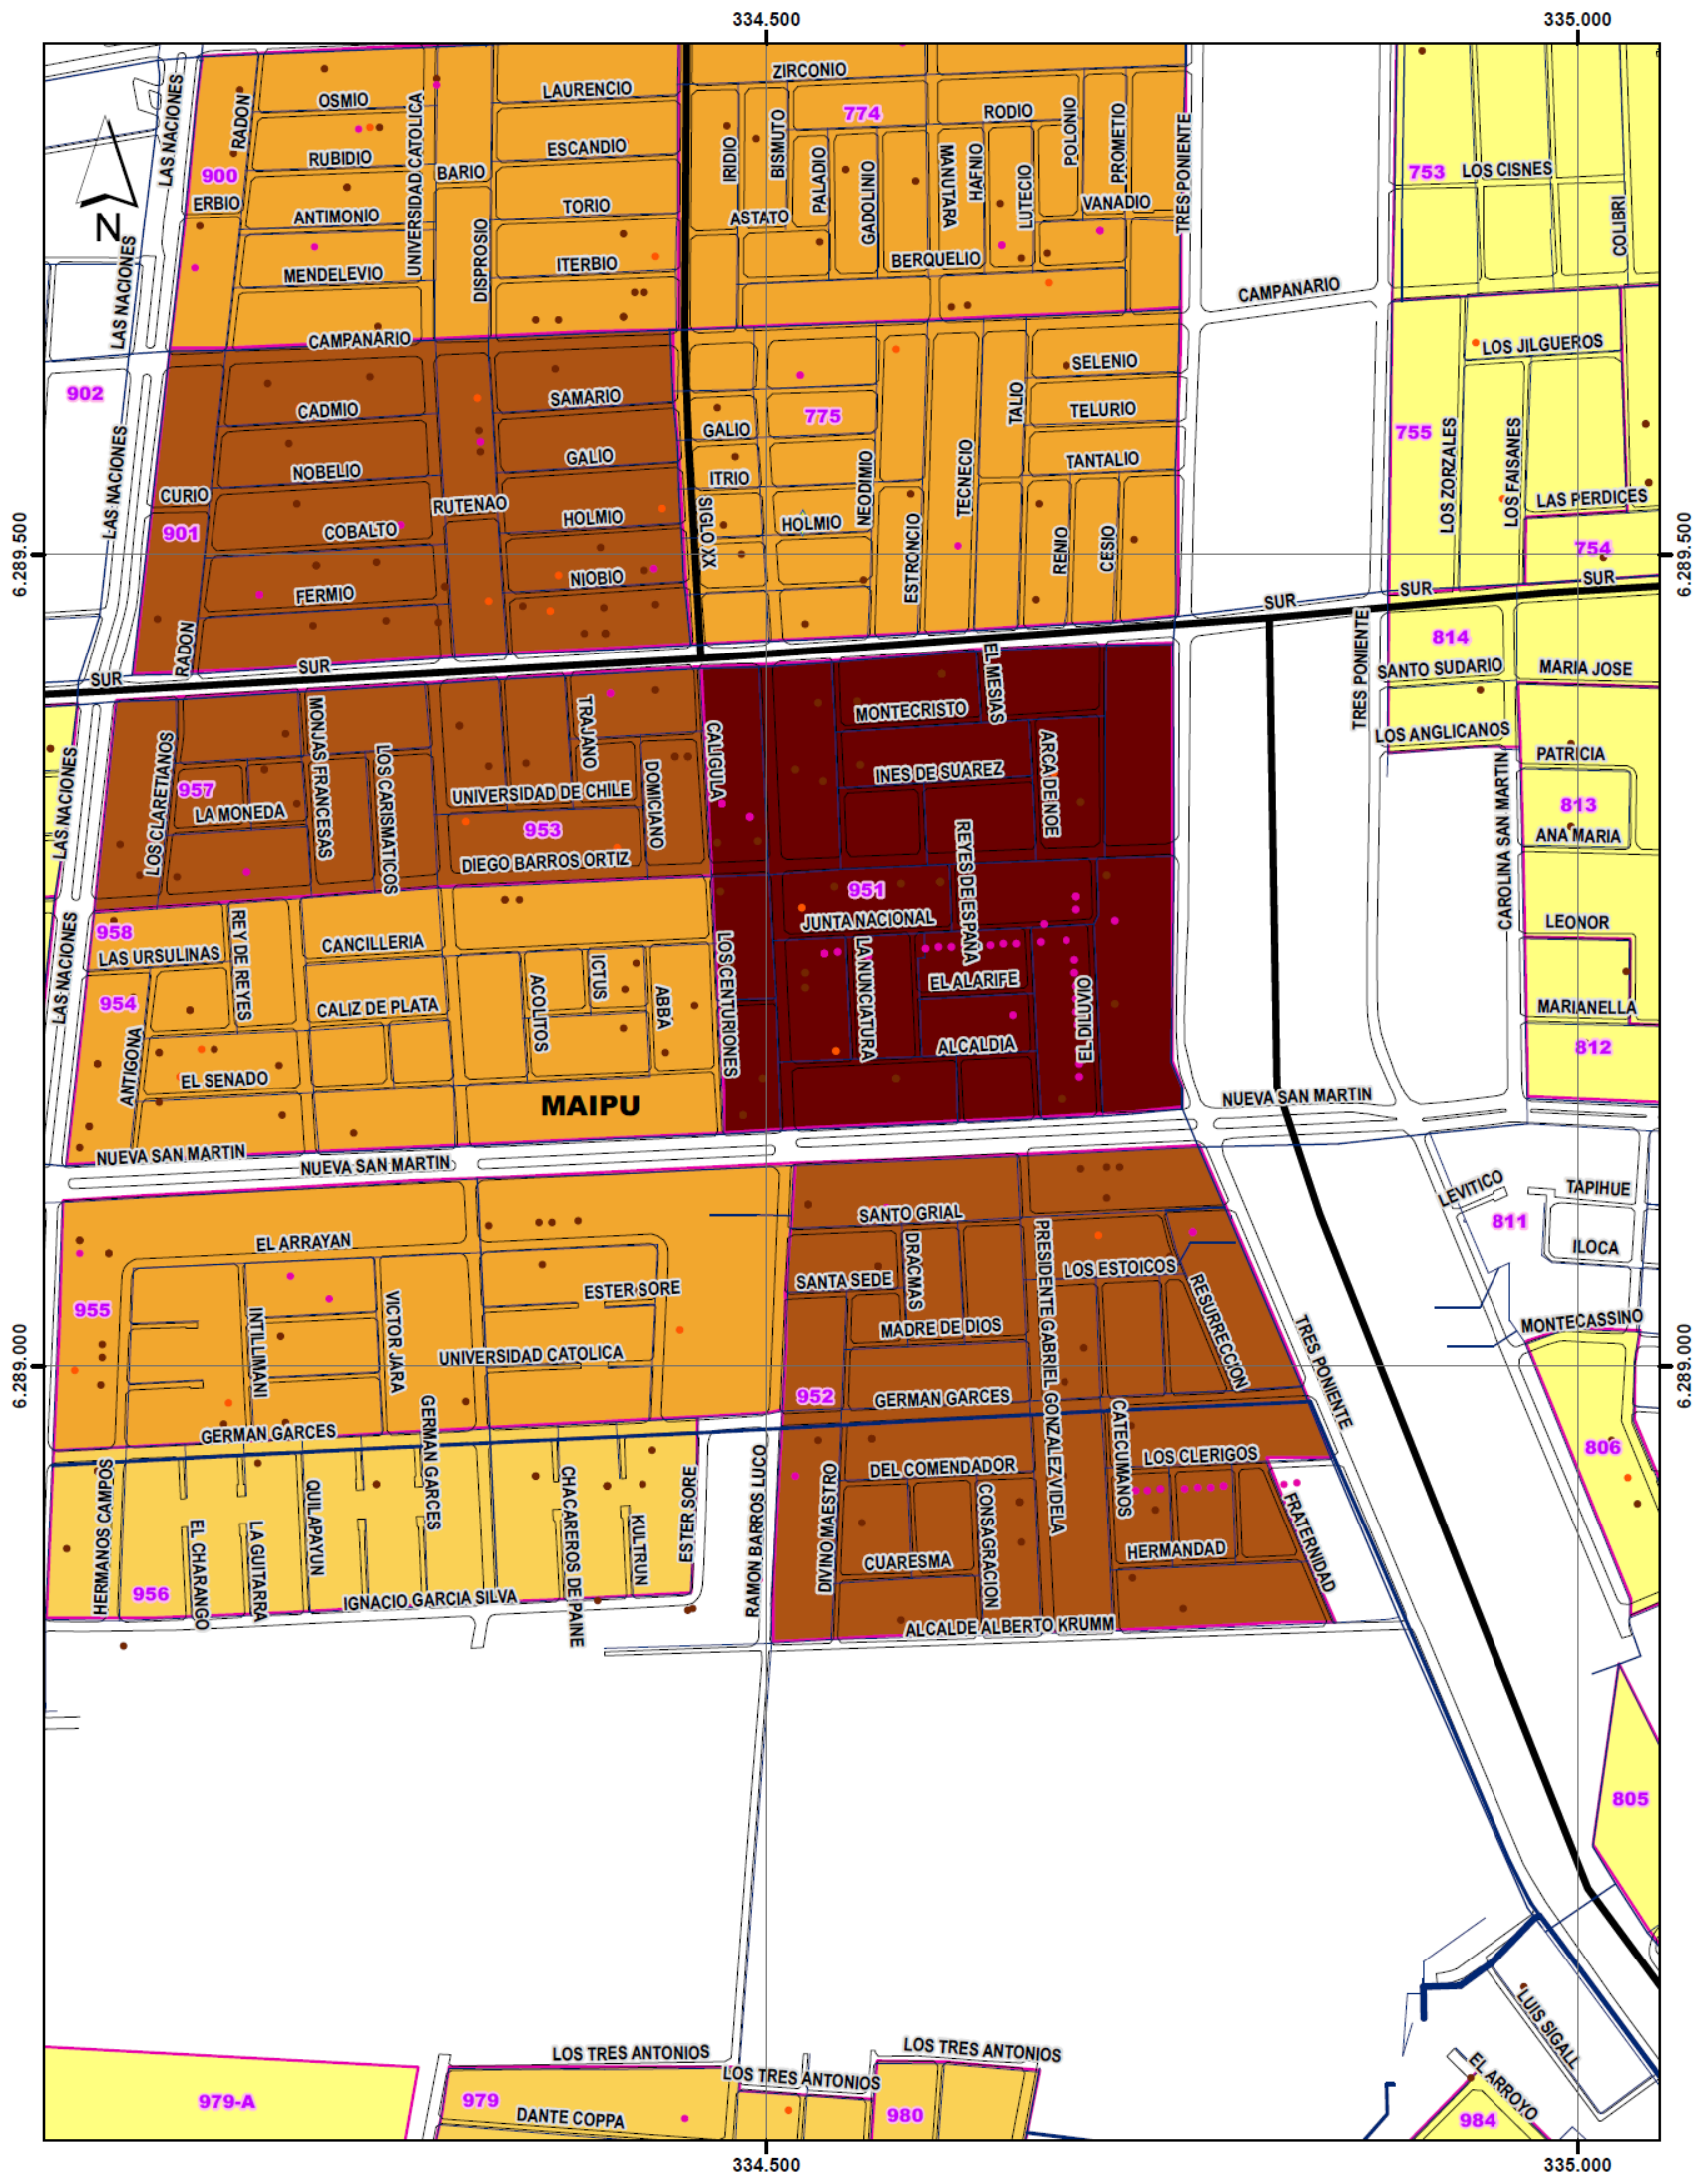 334.500
335.000
ZIRCONIO
LAURENCIO
OSMIO
774
RODIO
LAS NACIONES
RADON
UNIVERSIDAD CATOLICA
IRIDIO
BISMUTO
PALADIO
GADOLINIO
MANUTARA
HAFNIO
LUTECIO
POLONIO
PROMETIO
TRES PONIENTE
ESCANDIO
RUBIDIO
900
BARIO
753
LOS CISNES
ERBIO
ANTIMONIO
TORIO
ASTATO
VANADIO
COLIBRI
N
MENDELEVIO
DISPROSIO
ITERBIO
BERQUELIO
LAS NACIONES
CAMPANARIO
CAMPANARIO
LOS JILGUEROS
902
SELENIO
CADMIO
SAMARIO
TALIO
TELURIO
775
GALIO
755
LOS ZORZALES
LOS FAISANES
NOBELIO
GALIO
TANTALIO
LAS NACIONES
CURIO
RUTENAO
ITRIO
NEODIMIO
TECNECIO
LAS PERDICES
901
COBALTO
HOLMIO
SIGLO XX
HOLMIO
ESTRONCIO
RENIO
CESIO
754
6.289.500
6.289.500
NIOBIO
FERMIO
SUR
SUR
SUR
RADON
TRES PONIENTE
814
SUR
SUR
SANTO SUDARIO
MARIA JOSE
EL MESIAS
MONTECRISTO
LOS ANGLICANOS
MONJAS FRANCESAS
TRAJANO
CALIGULA
LOS CLARETIANOS
LOS CARISMATICOS
DOMICIANO
INES DE SUAREZ
ARCA DE NOE
PATRICIA
LAS NACIONES
957
LA MONEDA
UNIVERSIDAD DE CHILE
953
813
ANA MARIA
DIEGO BARROS ORTIZ
REYES DE ESPAÑA
CAROLINA SAN MARTIN
951
JUNTA NACIONAL
LEONOR
958
LAS URSULINAS
REY DE REYES
CANCILLERIA
LOS CENTURIONES
LAS NACIONES
954
CALIZ DE PLATA
ACOLITOS
ICTUS
ABBA
LA NUNCIATURA
EL ALARIFE
EL DILUVIO
MARIANELLA
ANTIGONA
EL SENADO
ALCALDIA
812
MAIPU
NUEVA SAN MARTIN
NUEVA SAN MARTIN
NUEVA SAN MARTIN
LEVITICO
TAPIHUE
SANTO GRIAL
811
EL ARRAYAN
ILOCA
DRACMAS
PRESIDENTE GABRIEL GONZALEZ VIDELA
LOS ESTOICOS
SANTA SEDE
ESTER SORE
RESURRECCION
955
INTILLIMANI
VICTOR JARA
MADRE DE DIOS
TRES PONIENTE
MONTECASSINO
UNIVERSIDAD CATOLICA
6.289.000
6.289.000
952
GERMAN GARCES
GERMAN GARCES
GERMAN GARCES
CATECUMANOS
LOS CLERIGOS
806
DEL COMENDADOR
HERMANOS CAMPOS
QUILAPAYUN
CHACAREROS DE PAINE
ESTER SORE
RAMON BARROS LUCO
DIVINO MAESTRO
CONSAGRACION
FRATERNIDAD
EL CHARANGO
LA GUITARRA
KULTRUN
CUARESMA
HERMANDAD
956
IGNACIO GARCIA SILVA
ALCALDE ALBERTO KRUMM
805
LUIS SIGALL
LOS TRES ANTONIOS
LOS TRES ANTONIOS
LOS TRES ANTONIOS
EL ARROYO
979-A
979
DANTE COPPA
980
984
334.500
335.000